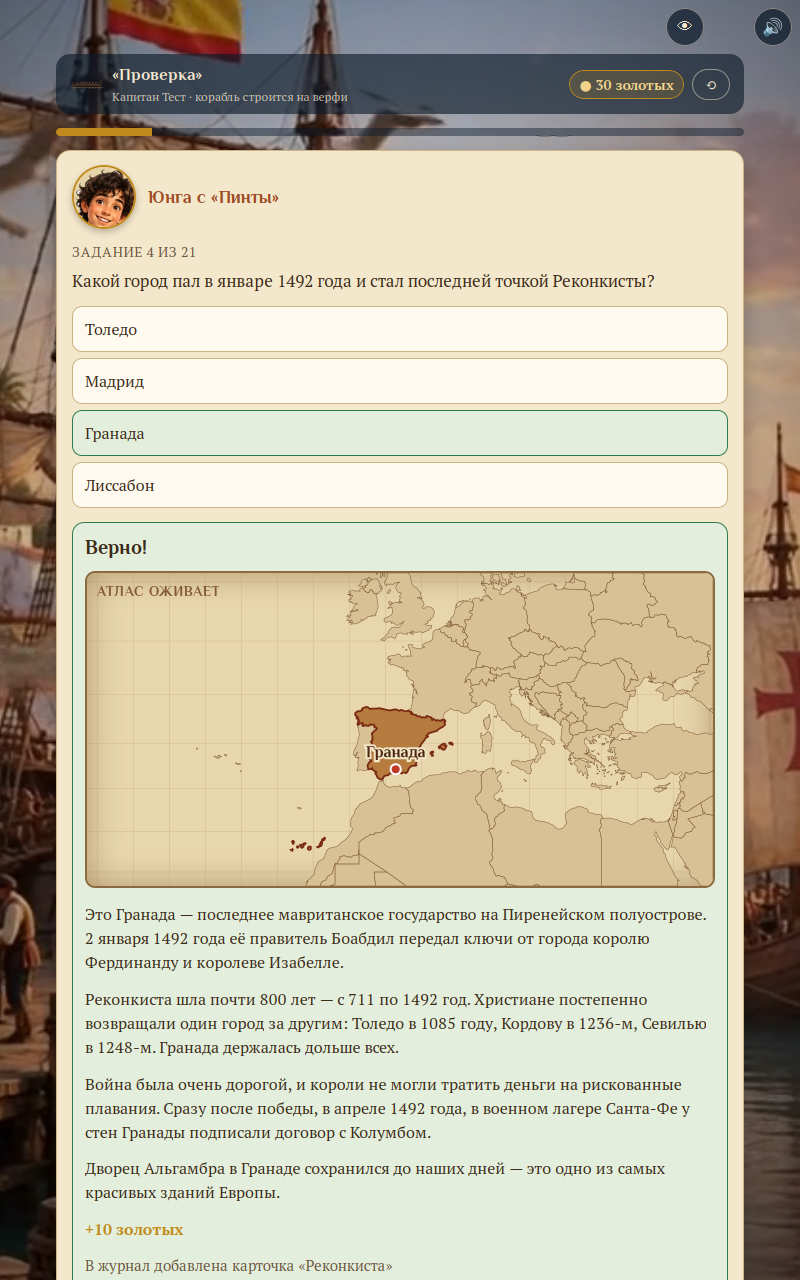 «Проверка»
Капитан Тест · корабль строится на верфи
30 золотых
Юнга с «Пинты»
ЗАДАНИЕ 4 ИЗ 21
Какой город пал в январе 1492 года и стал последней точкой Реконкисты?
Толедо
Мадрид
Гранада
Лиссабон
Верно!
АТЛАС ОЖИВАЕТ
Гранада
Это Гранада — последнее мавританское государство на Пиренейском полуострове.
2 января 1492 года её правитель Боабдил передал ключи от города королю
Фердинанду и королеве Изабелле.
Реконкиста шла почти 800 лет — с 711 по 1492 год. Христиане постепенно
возвращали один город за другим: Толедо в 1085 году, Кордову в 1236-м, Севилью
в 1248-м. Гранада держалась дольше всех.
Война была очень дорогой, и короли не могли тратить деньги на рискованные
плавания. Сразу после победы, в апреле 1492 года, в военном лагере Санта-Фе у
стен Гранады подписали договор с Колумбом.
Дворец Альгамбра в Гранаде сохранился до наших дней — это одно из самых
красивых зданий Европы.
+10 золотых
В журнал добавлена карточка «Реконкиста»